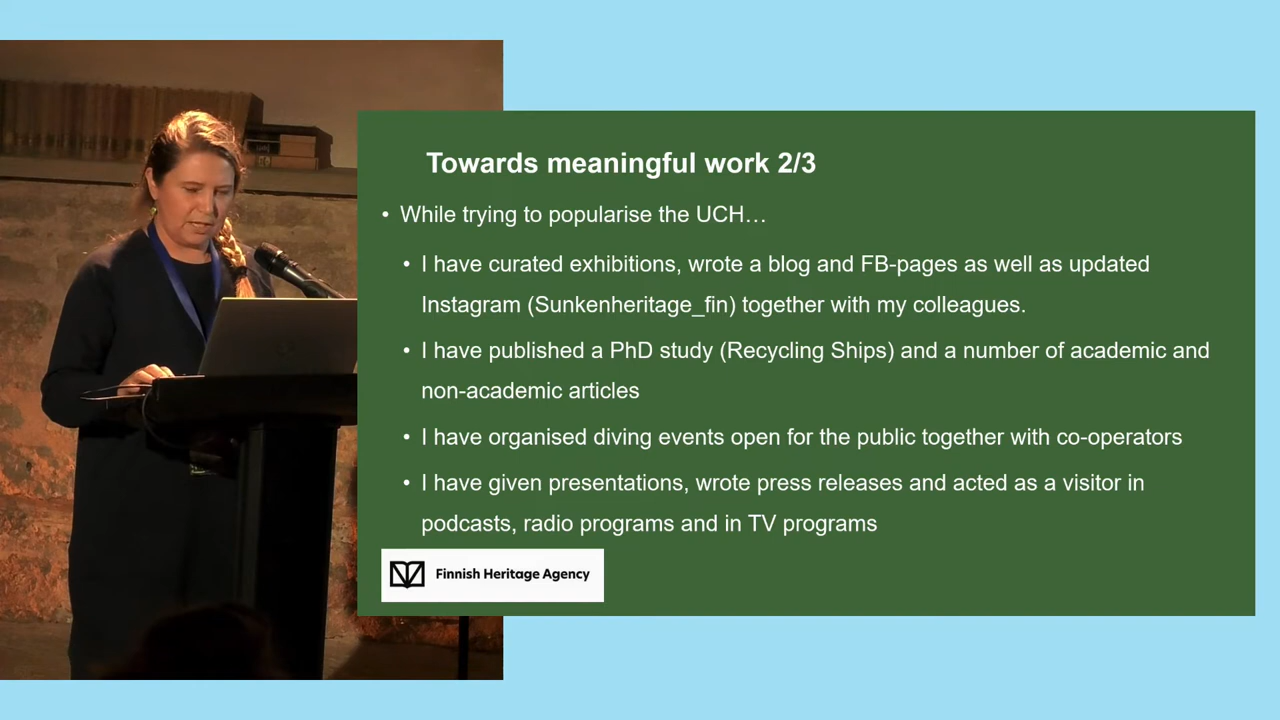 Towards meaningful work 2/3
• While trying to popularise the UCH…
• I have curated exhibitions, wrote a blog and FB-pages as well as updated
Instagram (Sunkenheritage_fin) together with my colleagues.
• I have published a PhD study (Recycling Ships) and a number of academic and
non-academic articles
• I have organised diving events open for the public together with co-operators
• I have given presentations, wrote press releases and acted as a visitor in
podcasts, radio programs and in TV programs
Finnish Heritage Agency